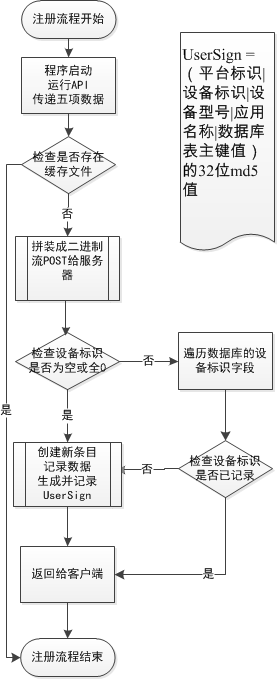 注册流程开始
程序启动
运行API
传递五项数据
UserSign =
（平台标识|
设备标识|设
备型号|应用
名称|数据库
表主键值）
的32位md5
值
检查是否存在
缓存文件
否
拼装成二进制
流POST给服务
器
检查设备标识
是否为空或全0
否
遍历数据库的设
备标识字段
是
是
创建新条目
记录数据
生成并记录
UserSign
否
检查设备标识
是否已记录
返回给客户端
是
注册流程结束